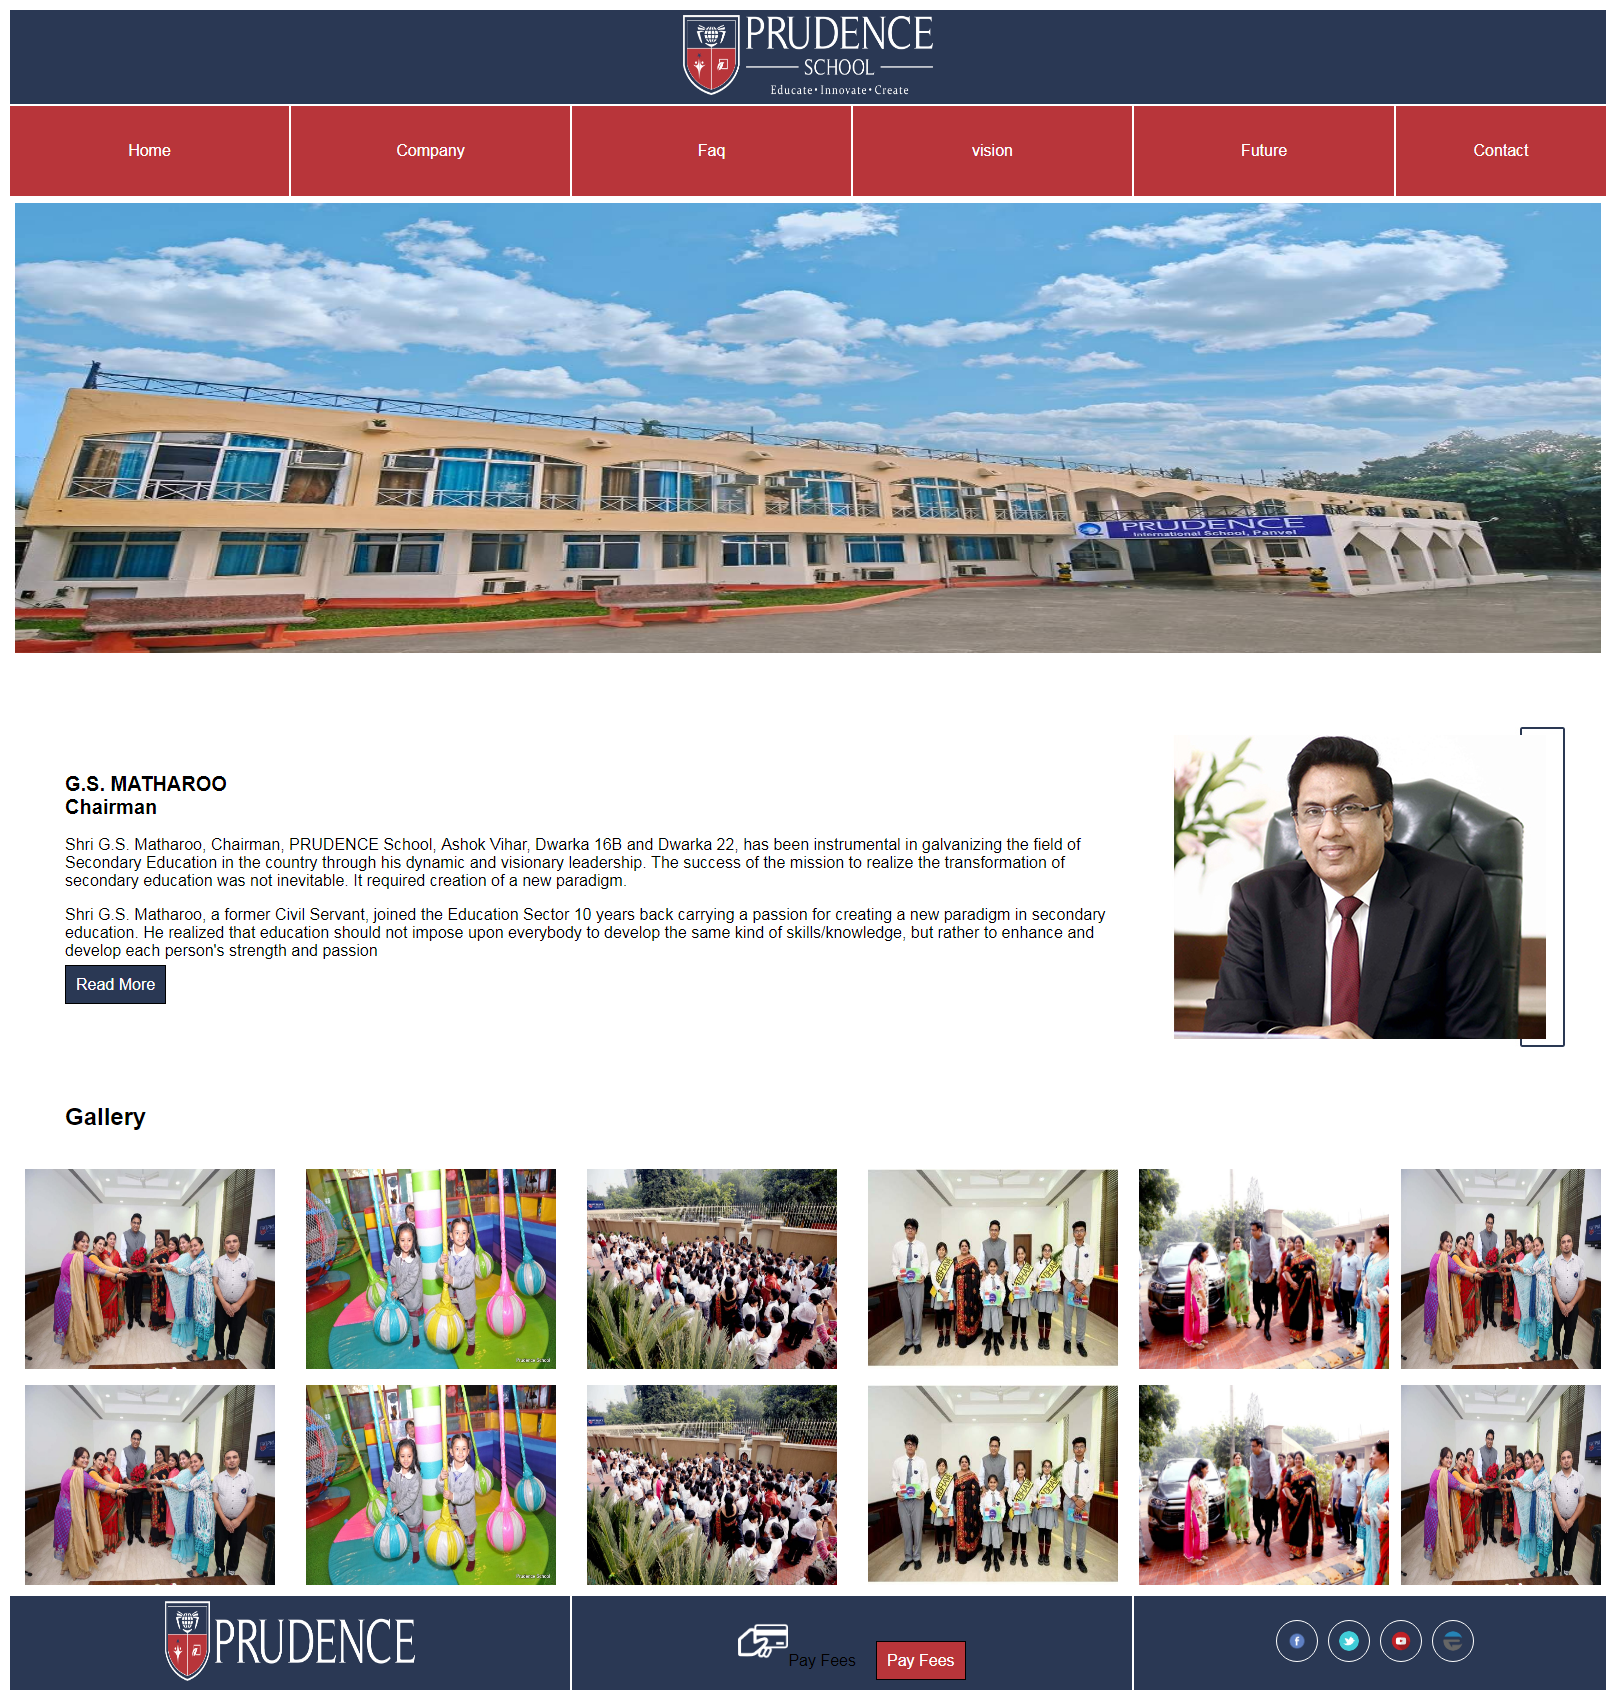 PRUDENCE
SCHOOL
Educate • Innovate • Create
Home
Company
Faq
vision
Future
Contact
PRUDENCE
International School, Panvel
G.S. MATHAROO
Chairman
Shri G.S. Matharoo, Chairman, PRUDENCE School, Ashok Vihar, Dwarka 16B and Dwarka 22, has been instrumental in galvanizing the field of
Secondary Education in the country through his dynamic and visionary leadership. The success of the mission to realize the transformation of
secondary education was not inevitable. It required creation of a new paradigm.
Shri G.S. Matharoo, a former Civil Servant, joined the Education Sector 10 years back carrying a passion for creating a new paradigm in secondary
education. He realized that education should not impose upon everybody to develop the same kind of skills/knowledge, but rather to enhance and
develop each person's strength and passion
Read More
Gallery
Prudence School
Prudence School
PRUDENCE
Pay Fees
Pay Fees